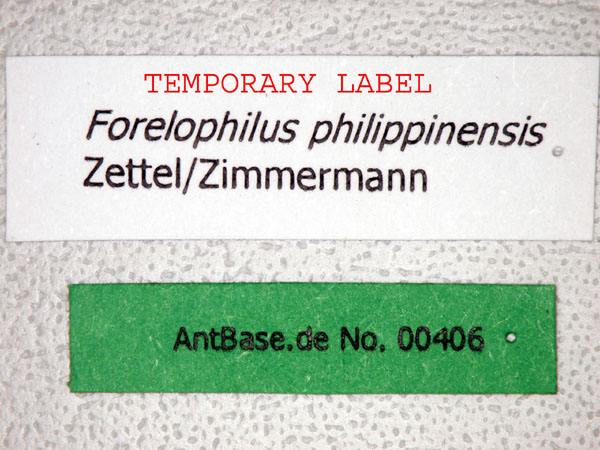 TEMPORARY LABEL
Forelophilus philippinensis
Zettel/Zimmermann
AntBase.de No. 00406